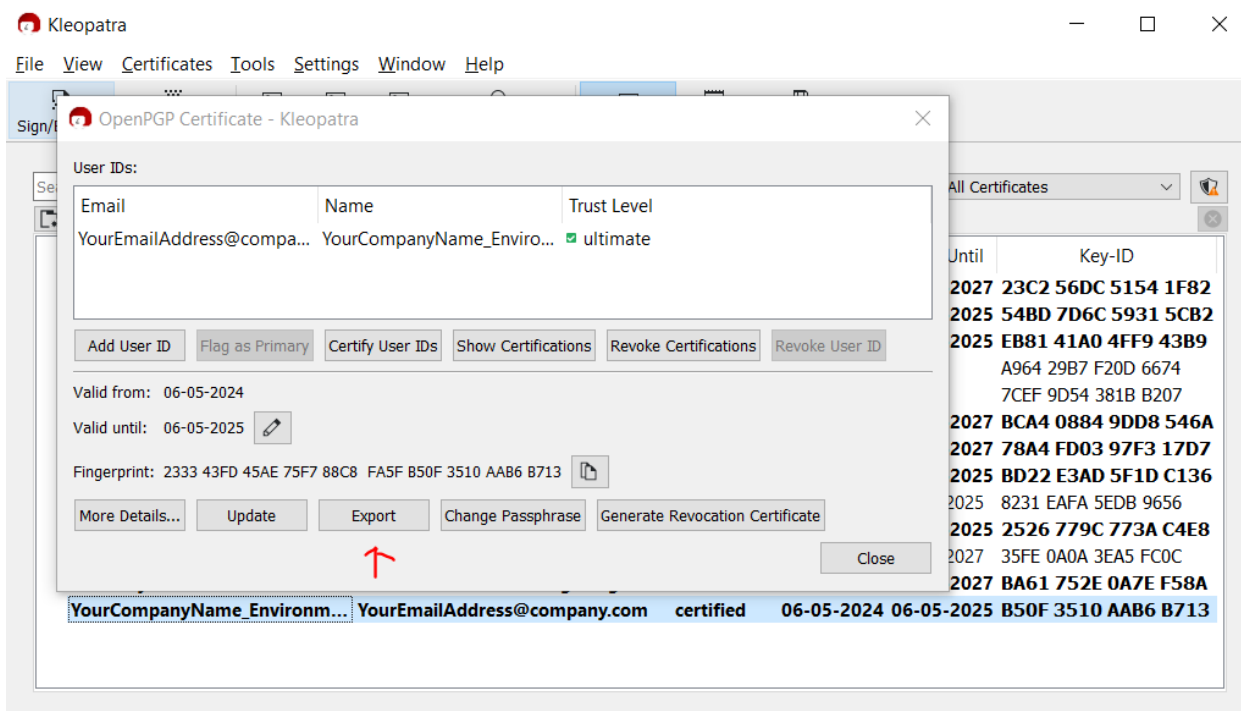 Kleopatra
File View Certificates Tools Settings Window Help
Sign/E
OpenPGP Certificate - Kleopatra
User IDs:
Email Name Trust Level
YourEmailAddress@compa... YourCompanyName_Enviro... ultimate
Add User ID Flag as Primary Certify User IDs Show Certifications Revoke Certifications Revoke User ID
Valid from: 06-05-2024
Valid until: 06-05-2025
Fingerprint: 2333 43FD 45AE 75F7 88C8 FA5F B50F 3510 AAB6 B713
More Details... Update Export Change Passphrase Generate Revocation Certificate
Close
Sea
All Certificates
Until Key-ID
2027 23C2 56DC 5154 1F82
2025 54BD 7D6C 5931 5CB2
2025 EB81 41A0 4FF9 43B9
A964 29B7 F20D 6674
7CEF 9D54 381B B207
2027 BCA4 0884 9DD8 546A
2027 78A4 FD03 97F3 17D7
2025 BD22 E3AD 5F1D C136
2025 8231 EAFA 5EDB 9656
2025 2526 779C 773A C4E8
2027 35FE 0A0A 3EA5 FC0C
2027 BA61 752E 0A7E F58A
YourCompanyName_Environm... YourEmailAddress@company.com certified 06-05-2024 06-05-2025 B50F 3510 AAB6 B713